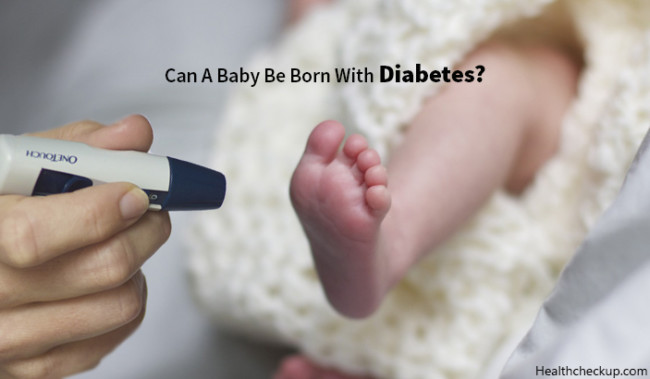 Can A Baby Be Born With Diabetes?
ONETOUCH
Healthcheckup.com